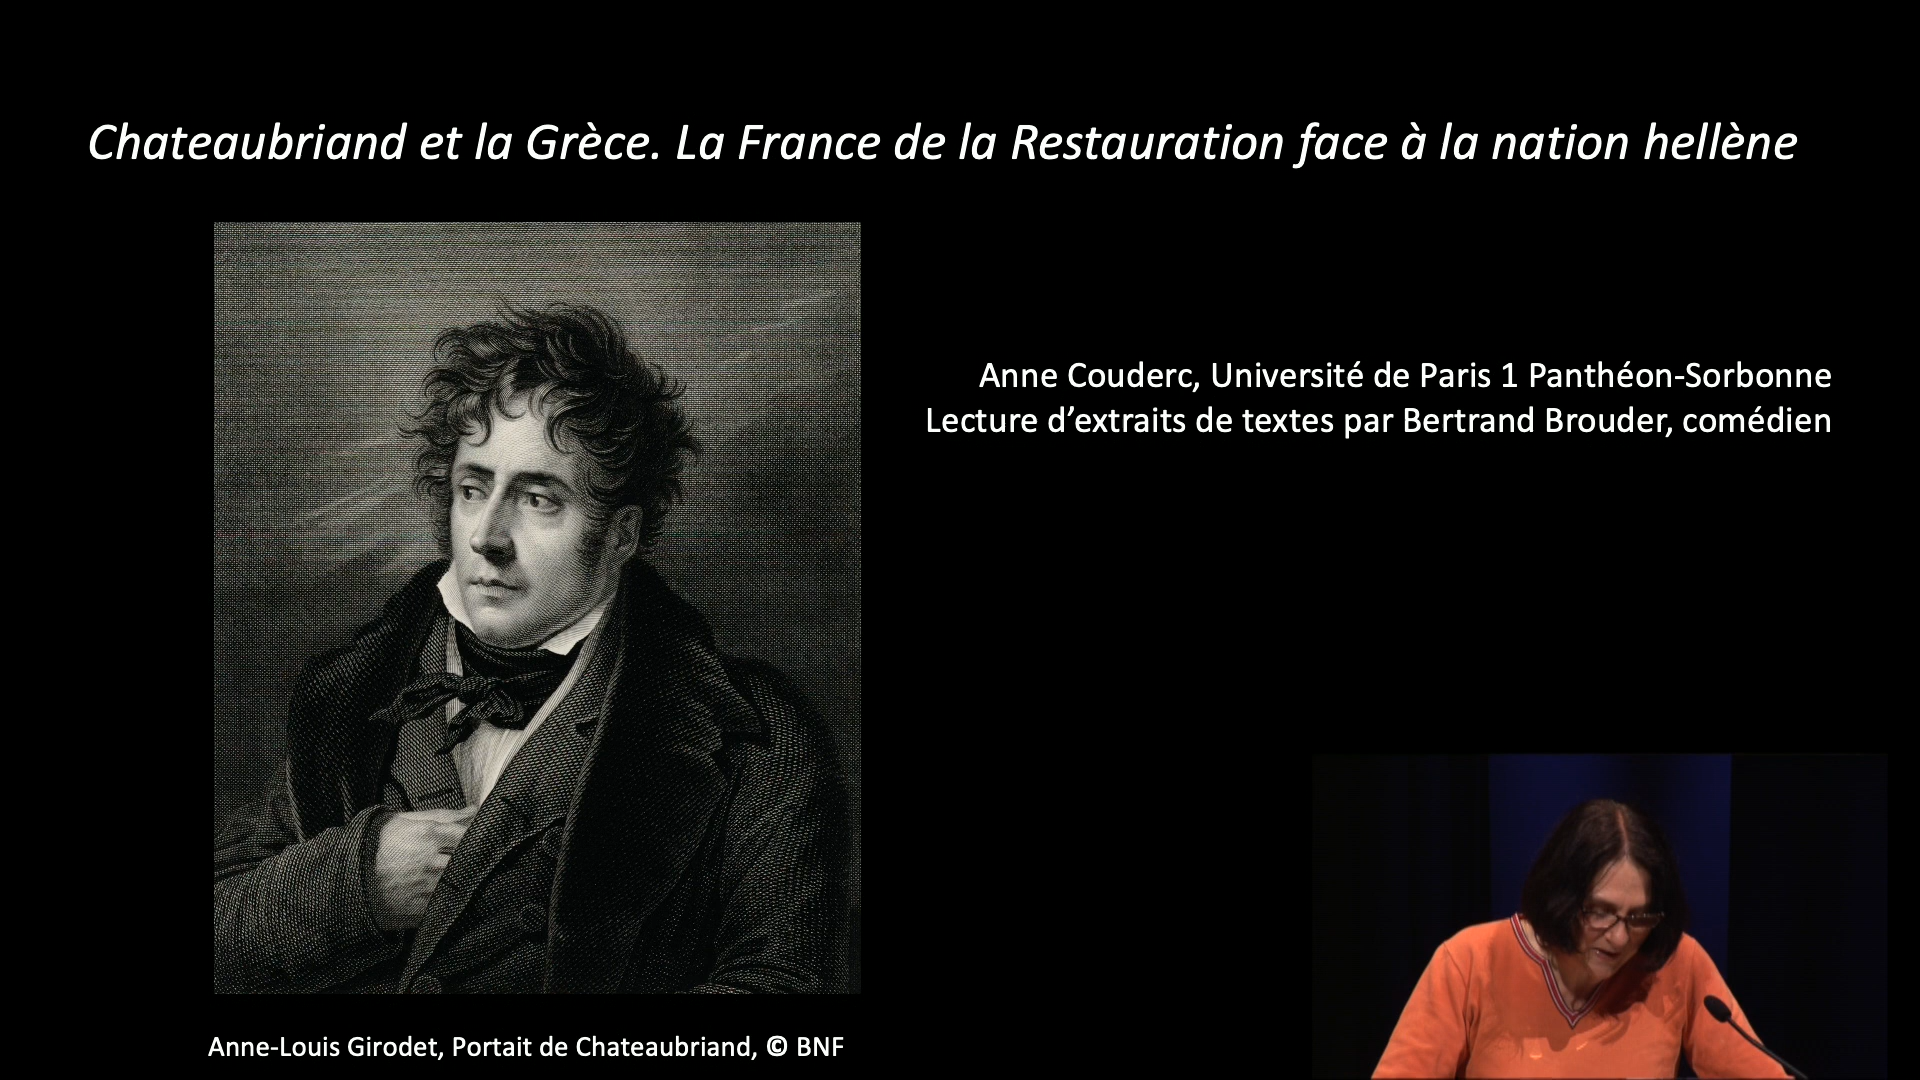 Chateaubriand et la Grèce. La France de la Restauration face à la nation hellène
Anne Couderc, Université de Paris 1 Panthéon-Sorbonne
Lecture d’extraits de textes par Bertrand Brouder, comédien
Anne-Louis Girodet, Portait de Chateaubriand, © BNF